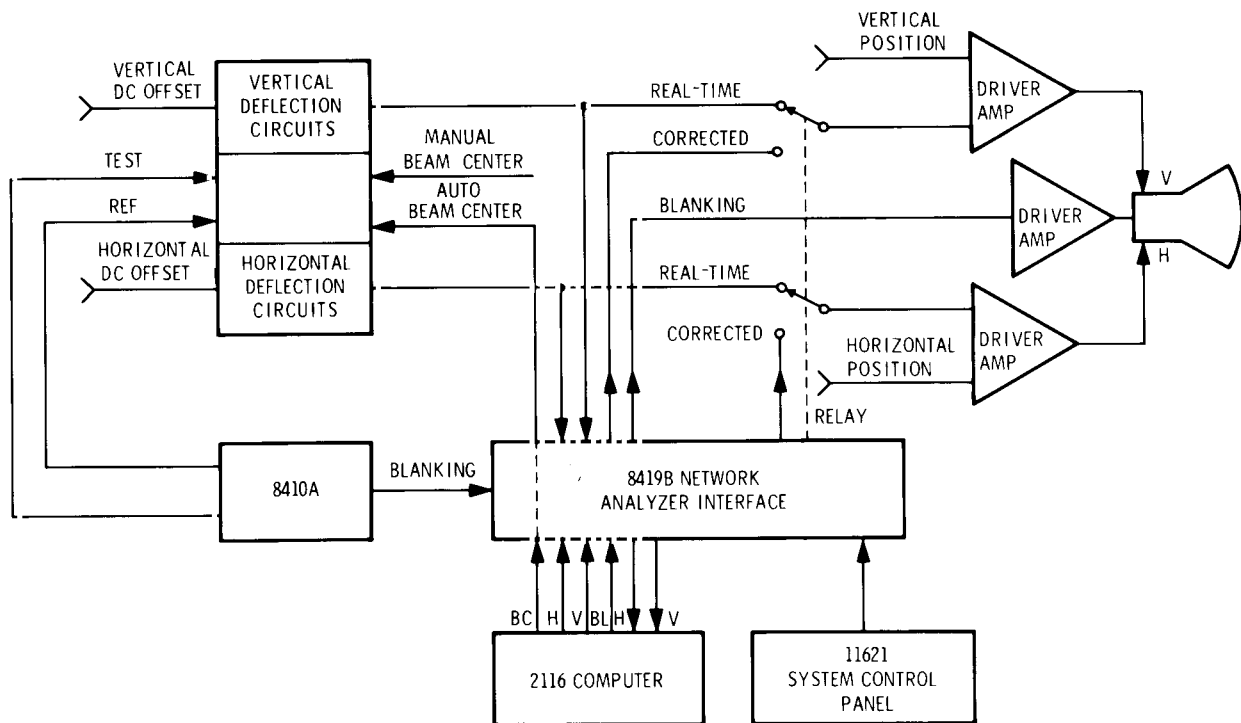 VERTICAL
POSITION
VERTICAL
DC OFFSET
VERTICAL
DEFLECTION
CIRCUITS
DRIVER
AMP
REAL-TIME
MANUAL
BEAM CENTER
CORRECTED
TEST
AUTO
BEAM CENTER
REF
BLANKING
DRIVER
AMP
V
H
HORIZONTAL
DC OFFSET
HORIZONTAL
DEFLECTION
CIRCUITS
REAL-TIME
CORRECTED
HORIZONTAL
POSITION
DRIVER
AMP
RELAY
8410A
BLANKING
8419B NETWORK
ANALYZER INTERFACE
BC H V BL H V
2116 COMPUTER
11621
SYSTEM CONTROL
PANEL